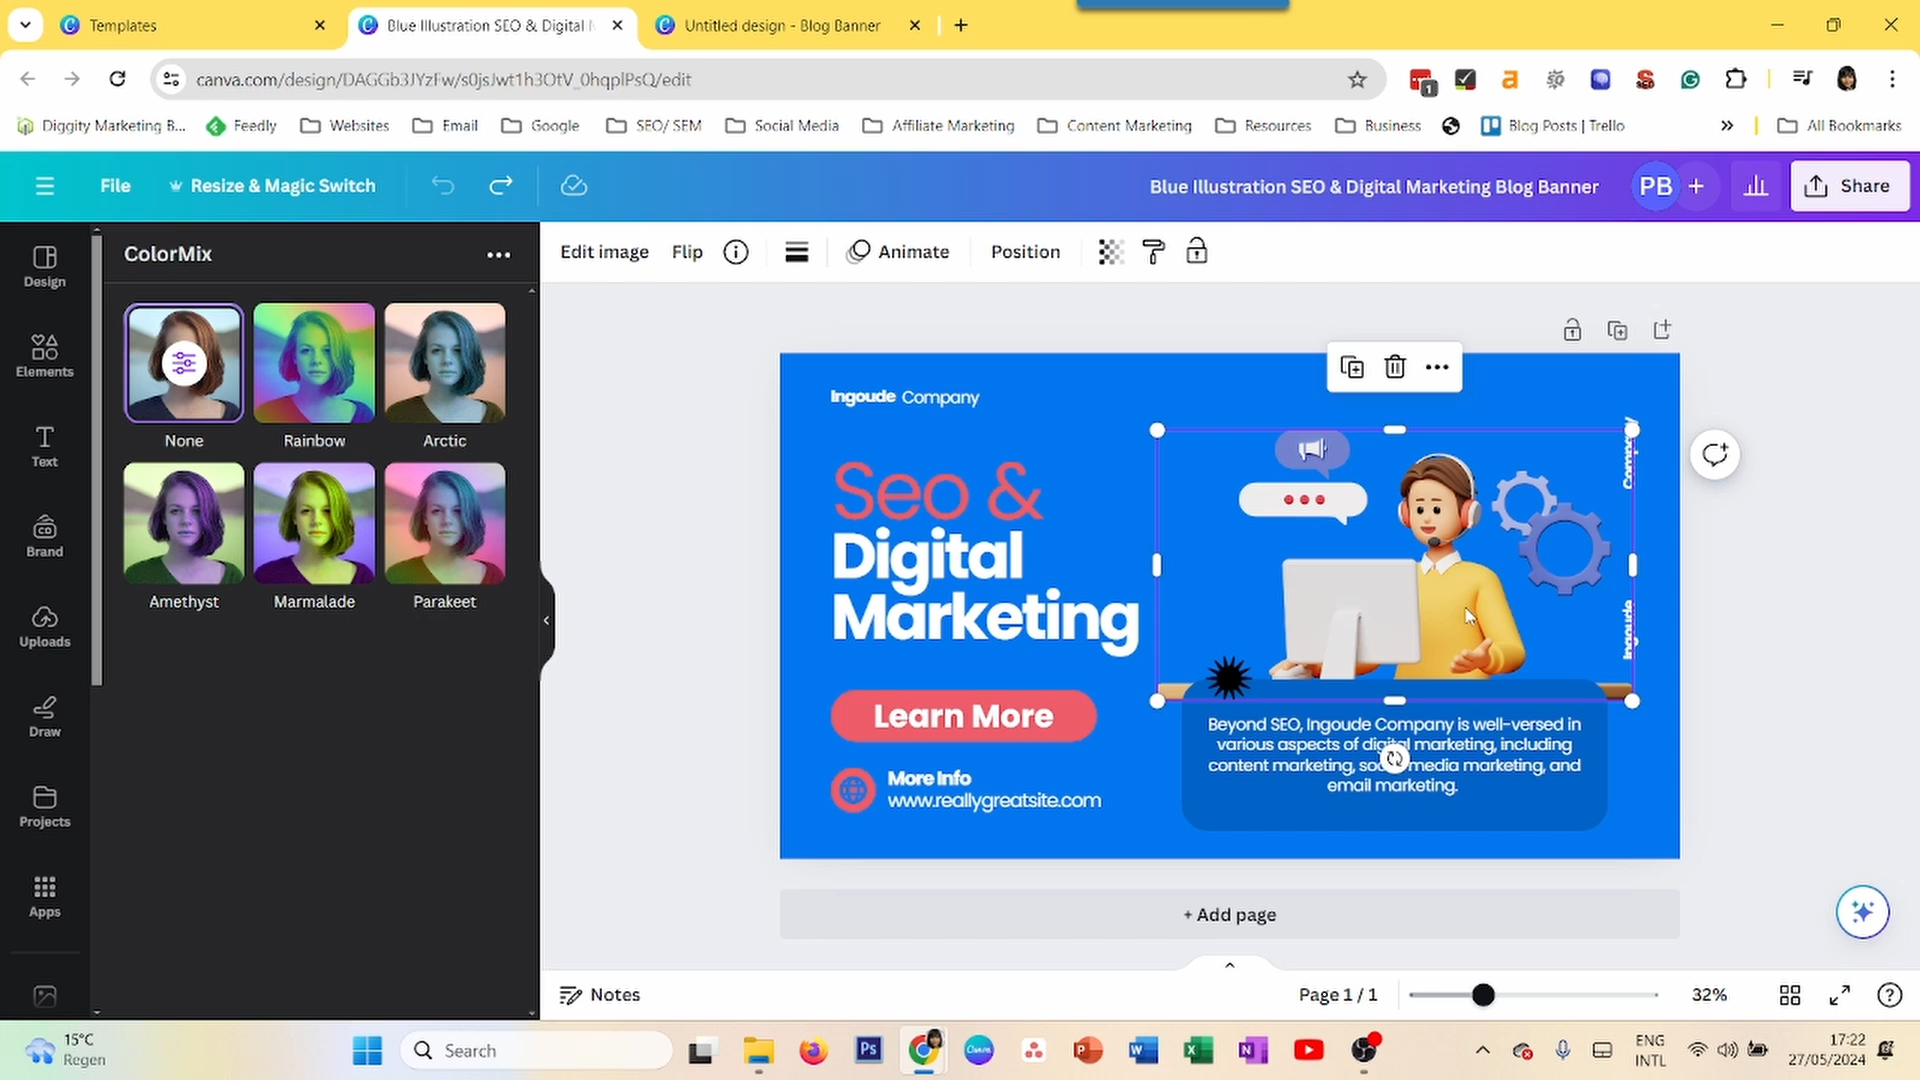 Templates
Blue Illustration SEO & Digital M
Untitled design - Blog Banner
canva.com/design/DAGGb3JYzFw/s0jsJwt1h3OtV_0hqplPsQ/edit
1
Diggity Marketing B...
Feedly
Websites
Email
Google
SEO/ SEM
Social Media
Affiliate Marketing
Content Marketing
Resources
Business
Blog Posts | Trello
All Bookmarks
File
Resize & Magic Switch
Blue Illustration SEO & Digital Marketing Blog Banner
PB
Share
Design
Elements
Text
Brand
Uploads
Draw
Projects
Apps
ColorMix
None
Rainbow
Arctic
Amethyst
Marmalade
Parakeet
Edit image
Flip
Animate
Position
Ingoude Company
Seo &
Digital
Marketing
Learn More
More Info
www.reallygreatsite.com
Ingoude Company
Beyond SEO, Ingoude Company is well-versed in
various aspects of digital marketing, including
content marketing, social media marketing, and
email marketing.
+ Add page
Notes
Page 1 / 1
32%
15°C
Regen
Search
ENG
INTL
17:22
27/05/2024